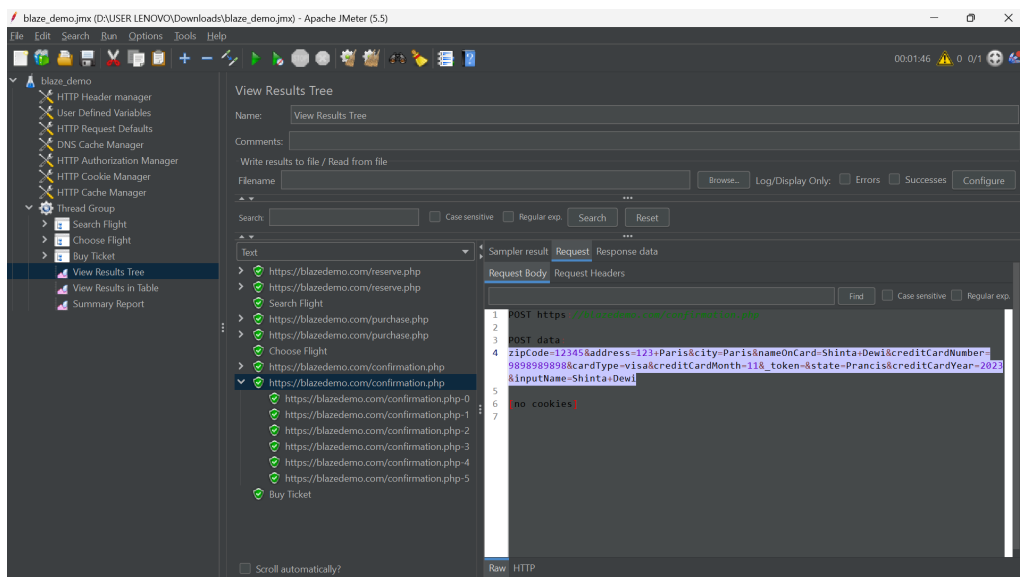 blaze_demo.jmx (D:\USER LENOVO\Downloads\blaze_demo.jmx) - Apache JMeter (5.5)
File Edit Search Run Options Tools Help
00:01:46 0 0/1
blaze_demo
HTTP Header manager
User Defined Variables
HTTP Request Defaults
DNS Cache Manager
HTTP Authorization Manager
HTTP Cookie Manager
HTTP Cache Manager
Thread Group
Search Flight
Choose Flight
Buy Ticket
View Results Tree
View Results in Table
Summary Report
View Results Tree
Name: View Results Tree
Comments:
Write results to file / Read from file
Filename Browse... Log/Display Only: Errors Successes Configure
Search: Case sensitive Regular exp. Search Reset
Text
https://blazedemo.com/reserve.php
https://blazedemo.com/reserve.php
Search Flight
https://blazedemo.com/purchase.php
https://blazedemo.com/purchase.php
Choose Flight
https://blazedemo.com/confirmation.php
https://blazedemo.com/confirmation.php
https://blazedemo.com/confirmation.php-0
https://blazedemo.com/confirmation.php-1
https://blazedemo.com/confirmation.php-2
https://blazedemo.com/confirmation.php-3
https://blazedemo.com/confirmation.php-4
https://blazedemo.com/confirmation.php-5
Buy Ticket
Scroll automatically?
Sampler result Request Response data
Request Body Request Headers
Find Case sensitive Regular exp.
1 POST https
2
3 POST data
4 zipCode=12345&address=123+Paris&city=Paris&nameOnCard=Shinta+Dewi&creditCardNumber=
9898989898&cardType=visa&creditCardMonth=11&_token=&state=Prancis&creditCardYear=2023
&inputName=Shinta+Dewi
5
6 [no cookies]
7
Raw HTTP